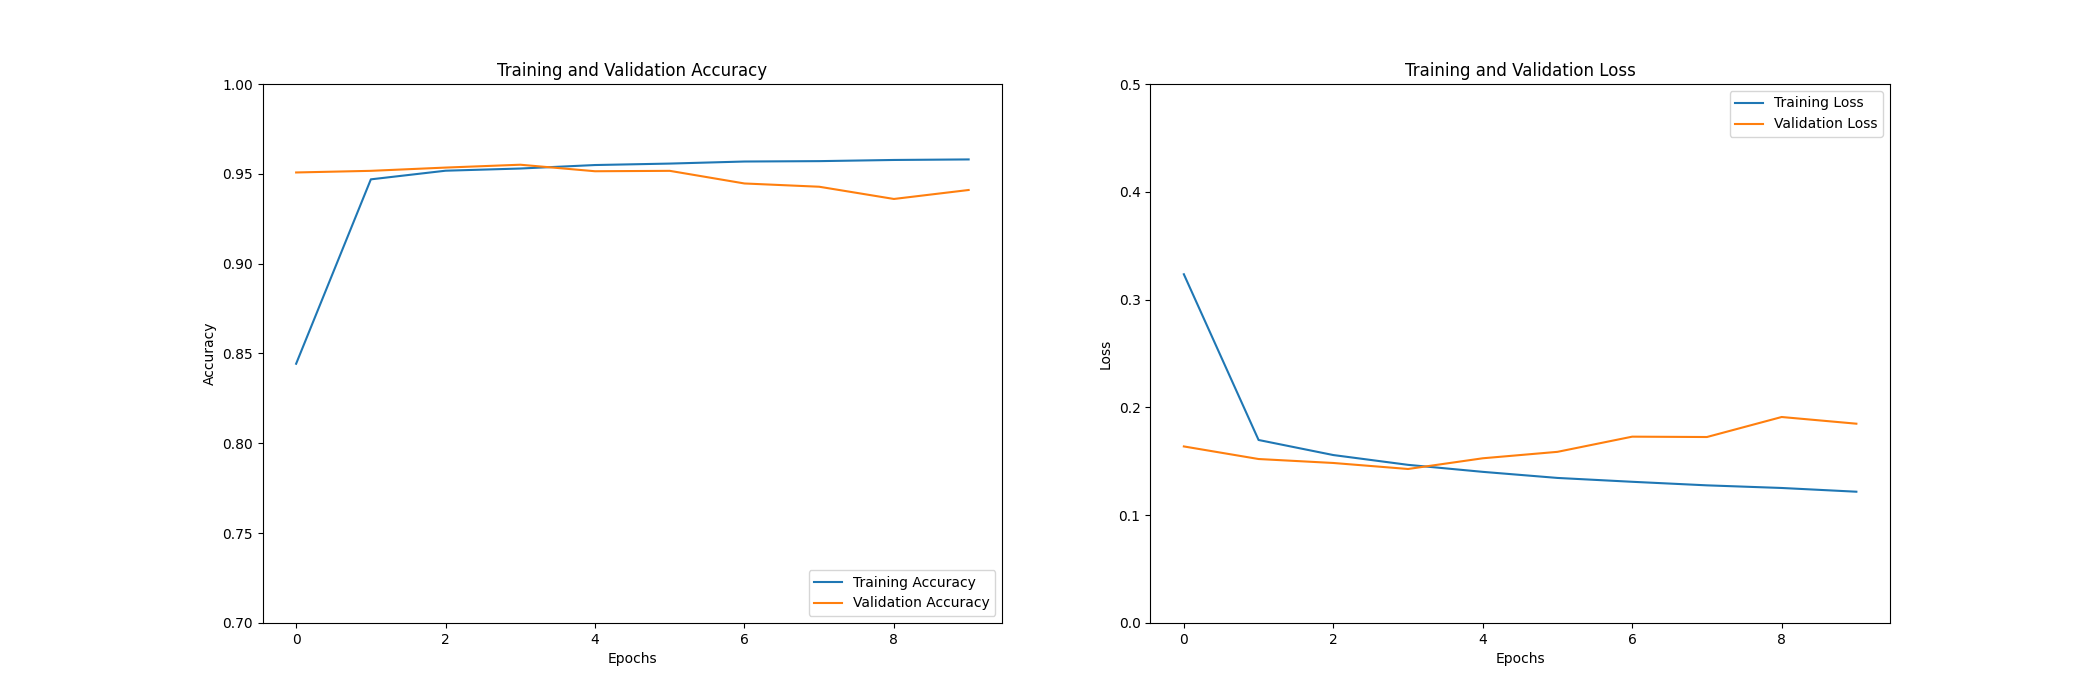 Training and Validation Accuracy
1.00
0.95
0.90
0.85
0.80
0.75
0.70
Accuracy
0 2 4 6 8
Epochs
Training Accuracy
Validation Accuracy
Training and Validation Loss
0.5
0.4
0.3
0.2
0.1
0.0
Loss
0 2 4 6 8
Epochs
Training Loss
Validation Loss